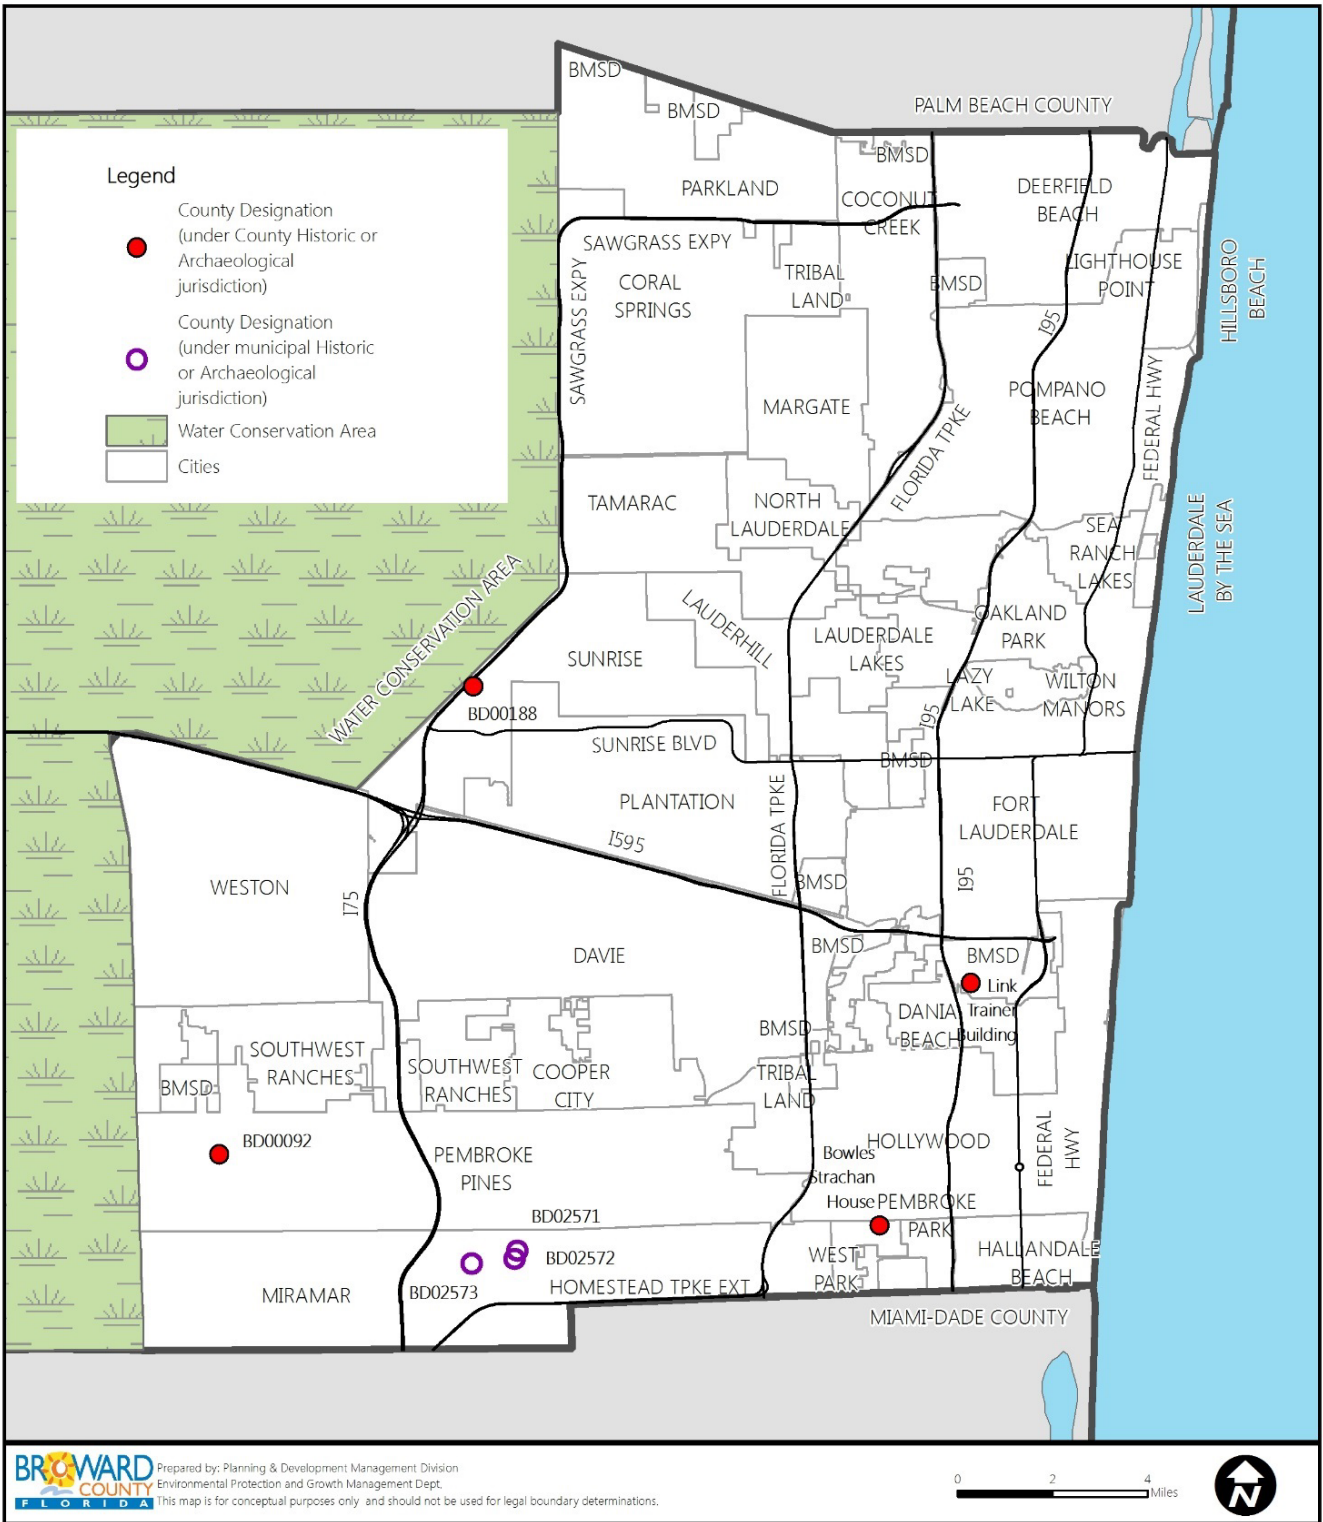 BMSD
BMSD
PALM BEACH COUNTY
BMSD
Legend
County Designation
(under County Historic or
Archaeological
jurisdiction)
County Designation
(under municipal Historic
or Archaeological
jurisdiction)
Water Conservation Area
Cities
PARKLAND
COCONUT
CREEK
DEERFIELD
BEACH
SAWGRASS EXPY
SAWGRASS EXPY
CORAL
SPRINGS
TRIBAL
LAND
BMSD
LIGHTHOUSE
POINT
HILLSBORO
BEACH
I95
MARGATE
POMPANO
BEACH
FEDERAL HWY
FLORIDA TPKE
TAMARAC
NORTH
LAUDERDALE
SEA
RANCH
LAKES
LAUDERDALE
BY THE SEA
WATER CONSERVATION AREA
LAUDERHILL
SUNRISE
LAUDERDALE
LAKES
OAKLAND
PARK
LAZY
LAKE
WILTON
MANORS
BD00188
I95
SUNRISE BLVD
BMSD
PLANTATION
FLORIDA TPKE
FORT
LAUDERDALE
I595
WESTON
I75
BMSD
I95
DAVIE
BMSD
BMSD
Link
Trainer
Building
DANIA
BEACH
BMSD
SOUTHWEST
RANCHES
SOUTHWEST
RANCHES
COOPER
CITY
TRIBAL
LAND
BMSD
BD00092
PEMBROKE
PINES
HOLLYWOOD
FEDERAL
HWY
Bowles
Strachan
House
PEMBROKE
PARK
BD02571
BD02572
BD02573
WEST
PARK
HALLANDALE
BEACH
MIRAMAR
HOMESTEAD TPKE EXT
MIAMI-DADE COUNTY
BROWARD
COUNTY
FLORIDA
Prepared by: Planning & Development Management Division
Environmental Protection and Growth Management Dept.
This map is for conceptual purposes only and should not be used for legal boundary determinations.
0 2 4
Miles
N